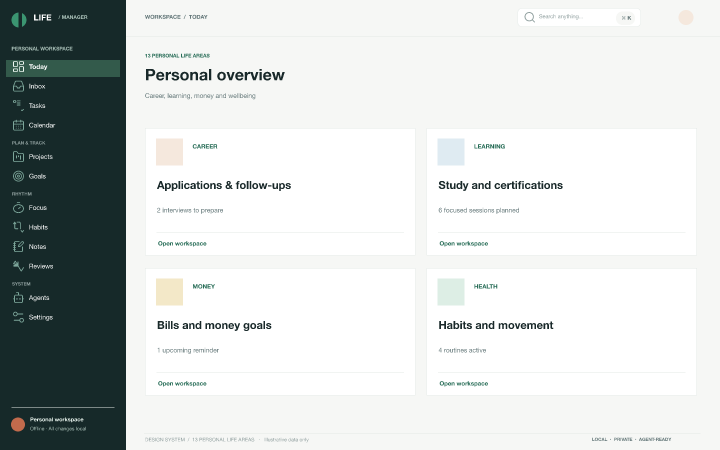 LIFE / MANAGER
PERSONAL WORKSPACE
Today
Inbox
Tasks
Calendar
PLAN & TRACK
Projects
Goals
RHYTHM
Focus
Habits
Notes
Reviews
SYSTEM
Agents
Settings
Personal workspace
Offline · All changes local
WORKSPACE / TODAY
Search anything...
⌘ K
13 PERSONAL LIFE AREAS
Personal overview
Career, learning, money and wellbeing
CAREER
Applications & follow-ups
2 interviews to prepare
Open workspace
LEARNING
Study and certifications
6 focused sessions planned
Open workspace
MONEY
Bills and money goals
1 upcoming reminder
Open workspace
HEALTH
Habits and movement
4 routines active
Open workspace
DESIGN SYSTEM / 13 PERSONAL LIFE AREAS · Illustrative data only
LOCAL · PRIVATE · AGENT-READY